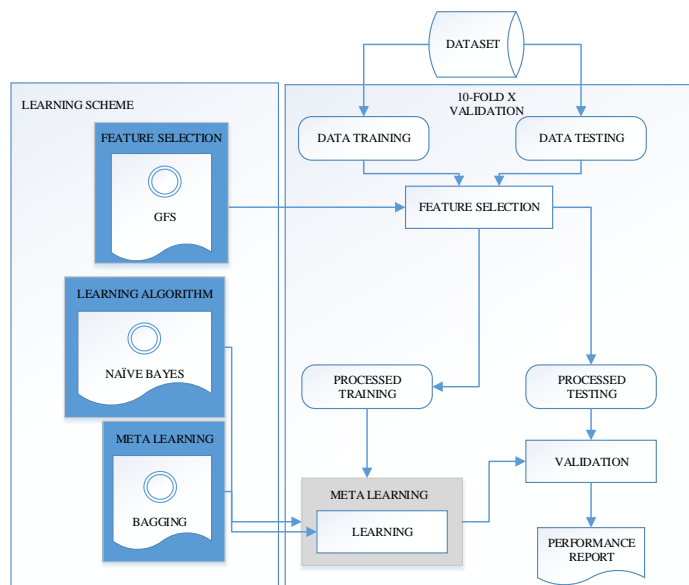 DATASET
LEARNING SCHEME
10-FOLD X
VALIDATION
FEATURE SELECTION
GFS
DATA TRAINING
DATA TESTING
FEATURE SELECTION
LEARNING ALGORITHM
NAÏVE BAYES
PROCESSED
TRAINING
PROCESSED
TESTING
META LEARNING
BAGGING
META LEARNING
LEARNING
VALIDATION
PERFORMANCE
REPORT